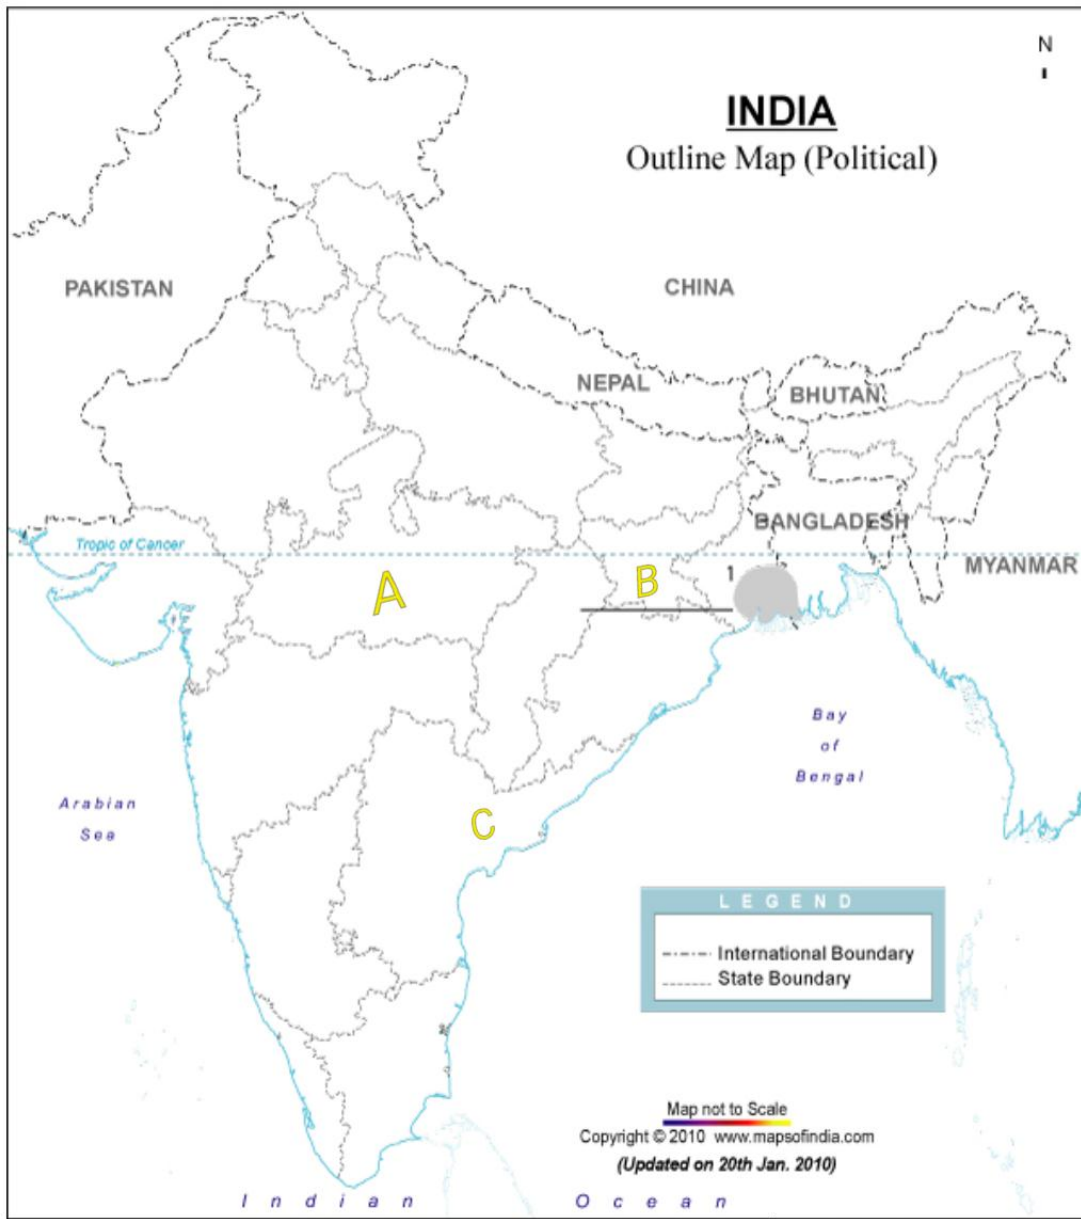 N
INDIA
Outline Map (Political)
PAKISTAN
CHINA
NEPAL
BHUTAN
BANGLADESH
Tropic of Cancer
MYANMAR
A
B
1
Bay
of
Bengal
Arabian
Sea
C
LEGEND
International Boundary
State Boundary
Map not to Scale
Copyright © 2010 www.mapsofindia.com
(Updated on 20th Jan. 2010)
Indian Ocean